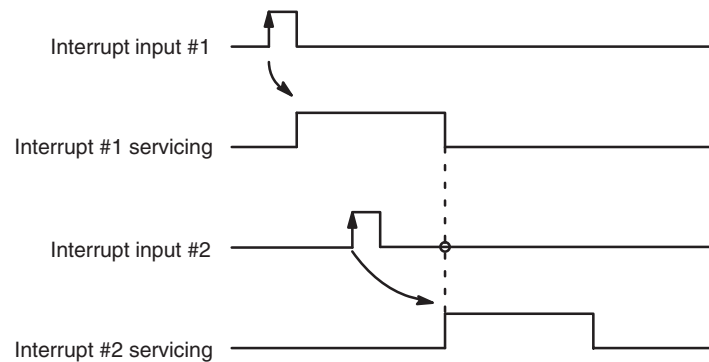 Interrupt input #1
Interrupt #1 servicing
Interrupt input #2
Interrupt #2 servicing